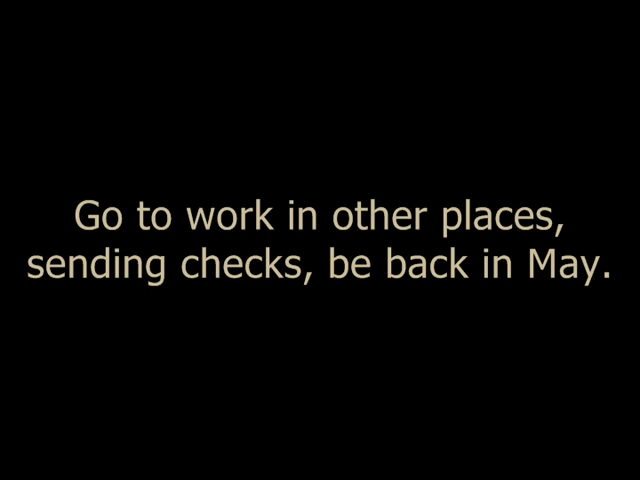 Go to work in other places,
sending checks, be back in May.